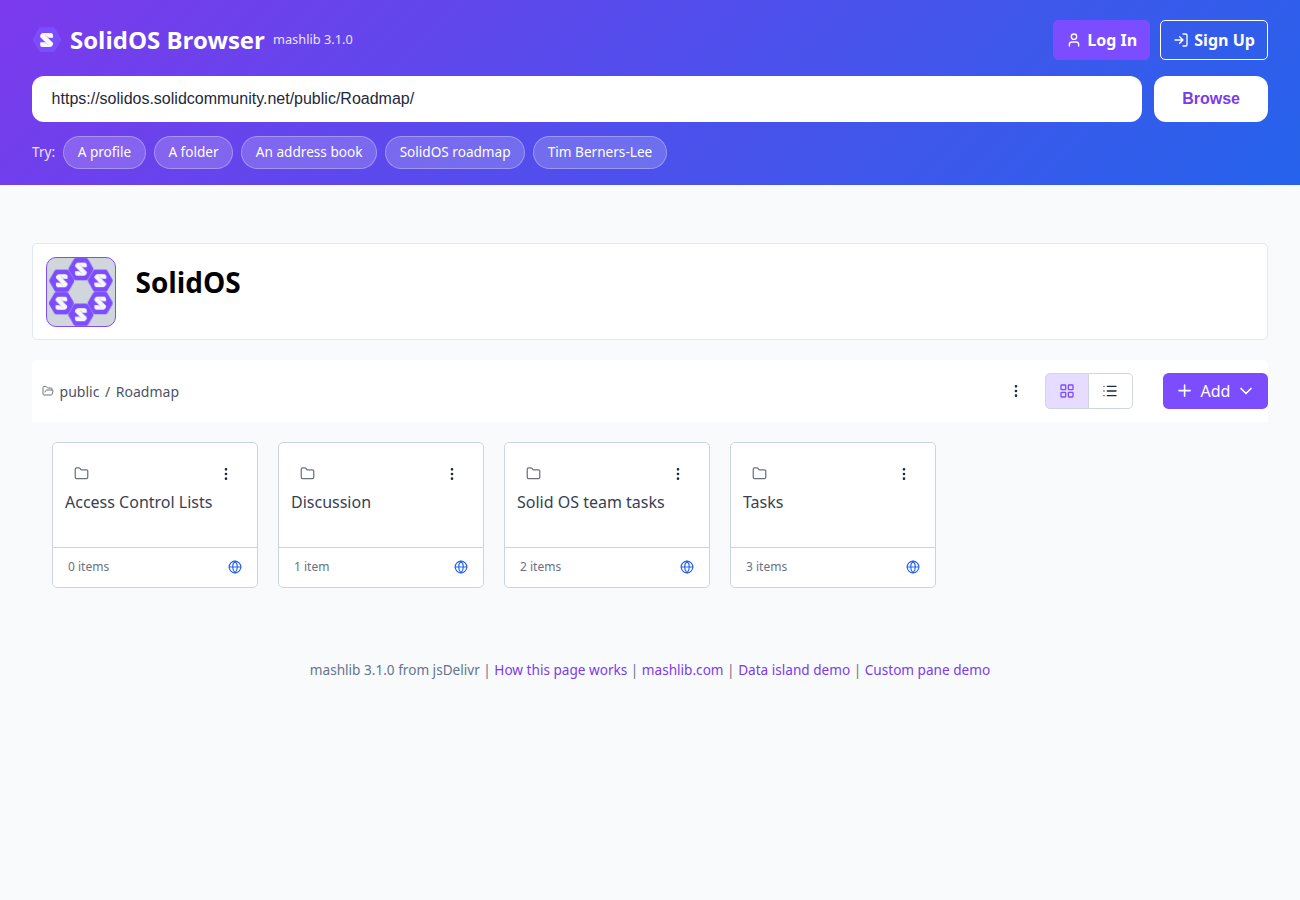 SolidOS Browser mashlib 3.1.0
Log In
Sign Up
https://solidos.solidcommunity.net/public/Roadmap/
Browse
Try: A profile A folder An address book SolidOS roadmap Tim Berners-Lee
SolidOS
public / Roadmap
Add
Access Control Lists
0 items
Discussion
1 item
Solid OS team tasks
2 items
Tasks
3 items
mashlib 3.1.0 from jsDelivr | How this page works | mashlib.com | Data island demo | Custom pane demo